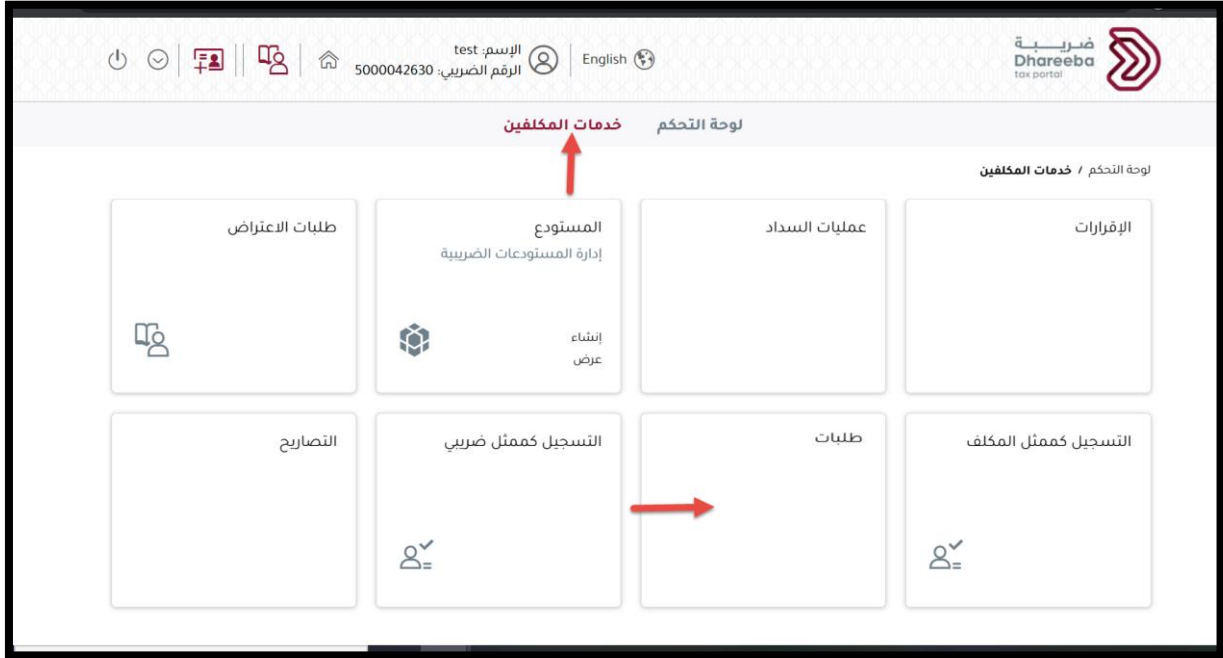 ضريبة
Dhareeba
tax portal
English
الإسم: test
الرقم الضريبي: 5000042630
لوحة التحكم
خدمات المكلفين
لوحة التحكم / خدمات المكلفين
الإقرارات
عمليات السداد
المستودع
إدارة المستودعات الضريبية
إنشاء
عرض
طلبات الاعتراض
التسجيل كممثل المكلف
طلبات
التسجيل كممثل ضريبي
التصاريح